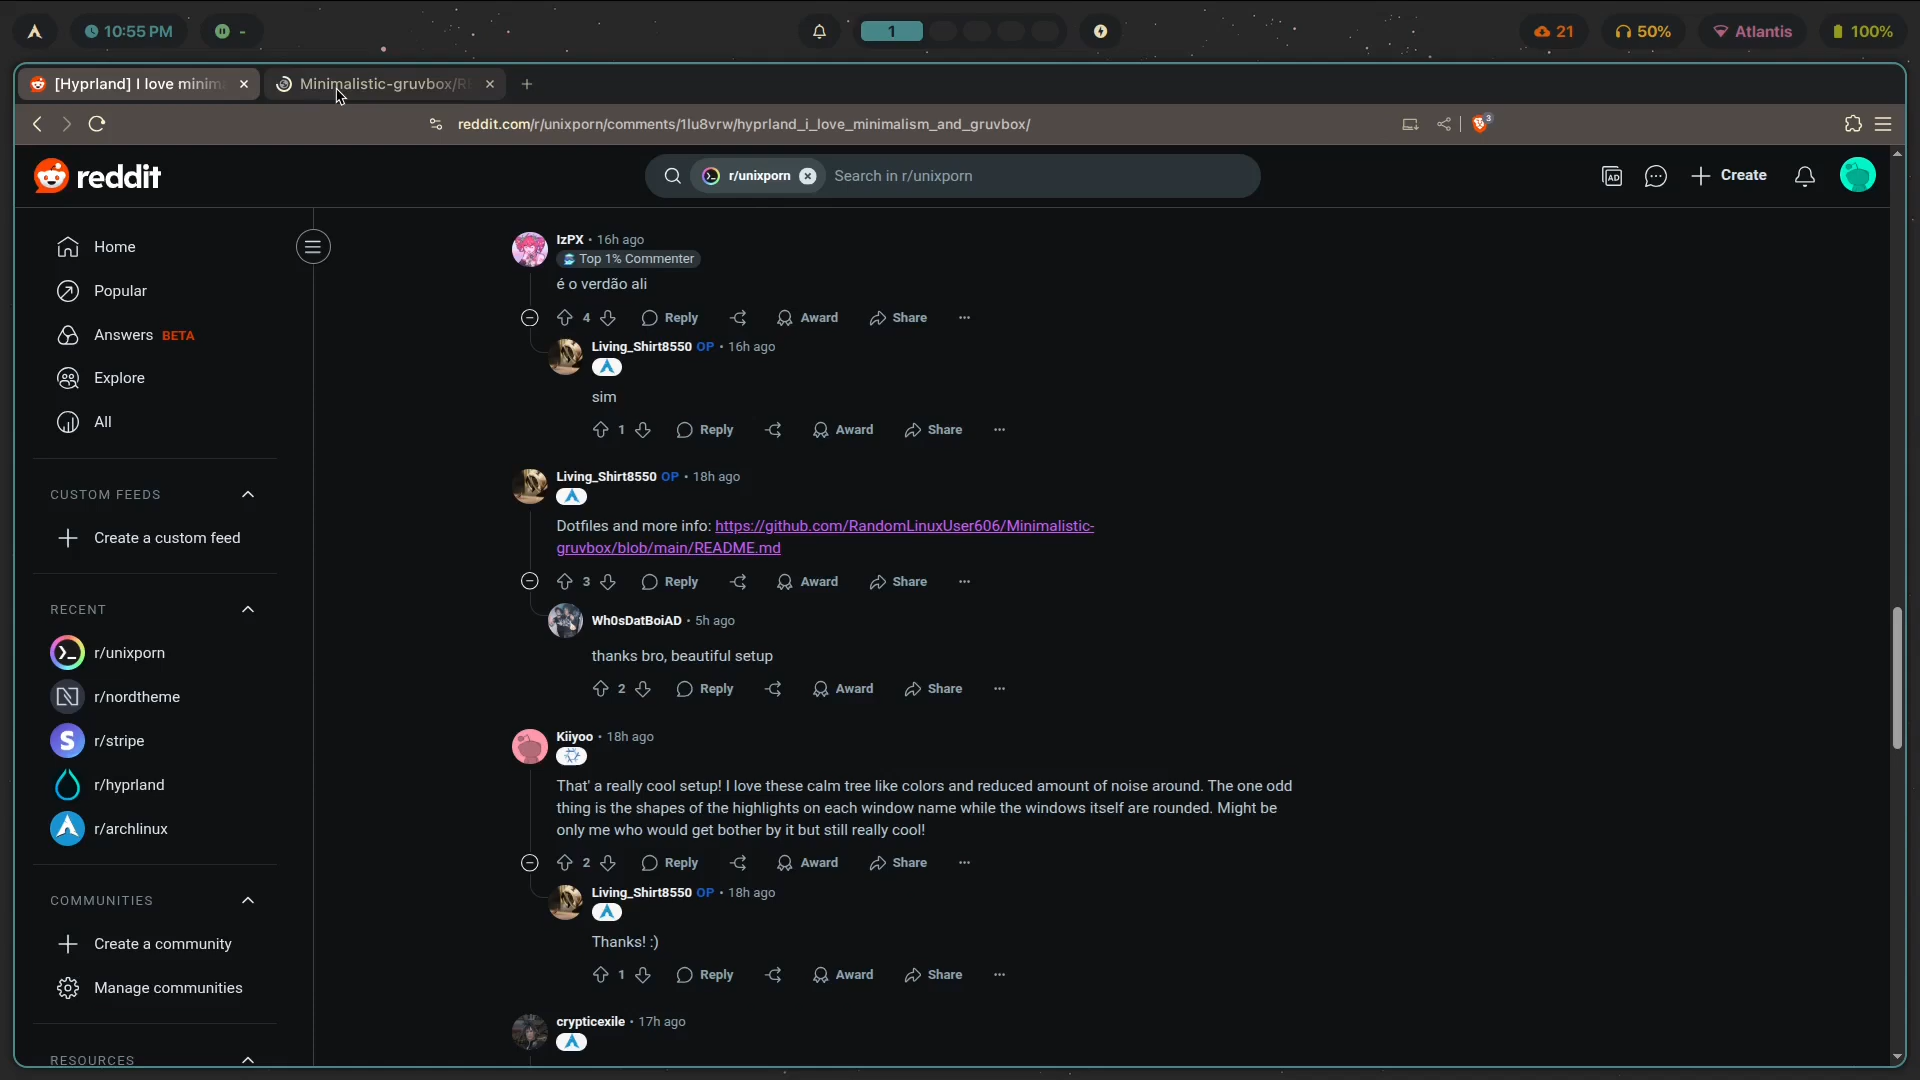 10:55 PM
-
1
21
50%
Atlantis
100%
[Hyprland] I love minim
Minimalistic-gruvbox/R
reddit.com/r/unixporn/comments/1lu8vrw/hyprland_i_love_minimalism_and_gruvbox/
3
reddit
r/unixporn
Search in r/unixporn
AD
Create
Home
Popular
Answers BETA
Explore
All
CUSTOM FEEDS
Create a custom feed
RECENT
r/unixporn
r/nordtheme
r/stripe
r/hyprland
r/archlinux
COMMUNITIES
Create a community
Manage communities
RESOURCES
IzPX • 16h ago
Top 1% Commenter
é o verdão ali
4 Reply Award Share
Living_Shirt8550 OP • 16h ago
sim
1 Reply Award Share
Living_Shirt8550 OP • 18h ago
Dotfiles and more info: https://github.com/RandomLinuxUser606/Minimalistic-
gruvbox/blob/main/README.md
3 Reply Award Share
Wh0sDatBoiAD • 5h ago
thanks bro, beautiful setup
2 Reply Award Share
Kiiyoo • 18h ago
That' a really cool setup! I love these calm tree like colors and reduced amount of noise around. The one odd
thing is the shapes of the highlights on each window name while the windows itself are rounded. Might be
only me who would get bother by it but still really cool!
2 Reply Award Share
Living_Shirt8550 OP • 18h ago
Thanks! :)
1 Reply Award Share
crypticexile • 17h ago